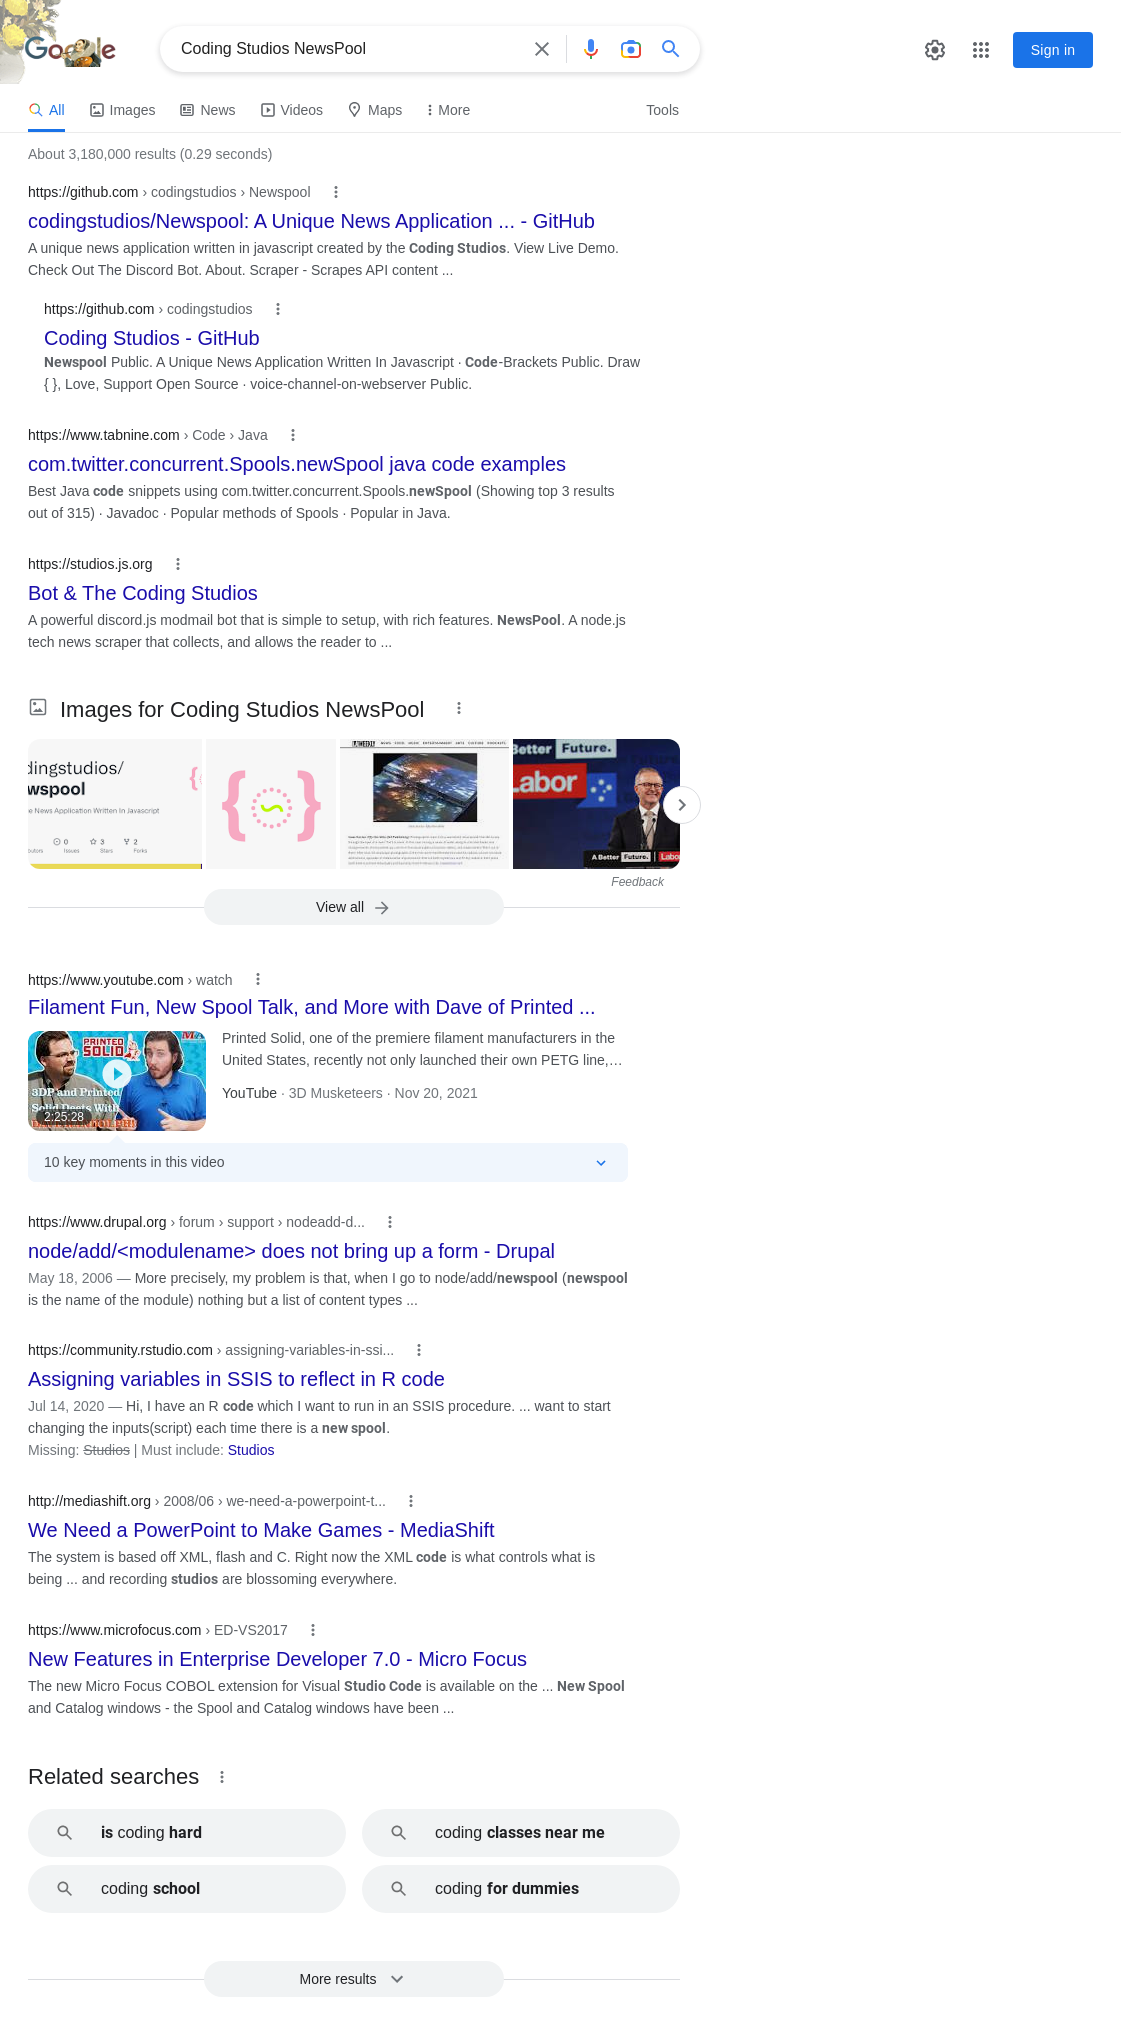 Google
Coding Studios NewsPool
Sign in
All
Images
News
Videos
Maps
More
Tools
About 3,180,000 results (0.29 seconds)
https://github.com › codingstudios › Newspool
codingstudios/Newspool: A Unique News Application ... - GitHub
A unique news application written in javascript created by the Coding Studios. View Live Demo.
Check Out The Discord Bot. About. Scraper - Scrapes API content ...
https://github.com › codingstudios
Coding Studios - GitHub
Newspool Public. A Unique News Application Written In Javascript · Code-Brackets Public. Draw
{ }, Love, Support Open Source · voice-channel-on-webserver Public.
https://www.tabnine.com › Code › Java
com.twitter.concurrent.Spools.newSpool java code examples
Best Java code snippets using com.twitter.concurrent.Spools.newSpool (Showing top 3 results
out of 315) · Javadoc · Popular methods of Spools · Popular in Java.
https://studios.js.org
Bot & The Coding Studios
A powerful discord.js modmail bot that is simple to setup, with rich features. NewsPool. A node.js
tech news scraper that collects, and allows the reader to ...
Images for Coding Studios NewsPool
dingstudios/
wspool
e News Application Written In Javascript
0
3
2
Issues
Stars
Forks
LA WEEKLY NEWS FOOD MUSIC ENTERTAINMENT ARTS CULTURE PODCASTS
Better Future.
Labor
A Better Future. Labor
Feedback
View all
https://www.youtube.com › watch
Filament Fun, New Spool Talk, and More with Dave of Printed ...
PRINTED
SOLID
3DP and Printed
Solid Deets With
2:25:28
Printed Solid, one of the premiere filament manufacturers in the
United States, recently not only launched their own PETG line,...
YouTube · 3D Musketeers · Nov 20, 2021
10 key moments in this video
https://www.drupal.org › forum › support › nodeadd-d...
node/add/<modulename> does not bring up a form - Drupal
May 18, 2006 — More precisely, my problem is that, when I go to node/add/newspool (newspool
is the name of the module) nothing but a list of content types ...
https://community.rstudio.com › assigning-variables-in-ssi...
Assigning variables in SSIS to reflect in R code
Jul 14, 2020 — Hi, I have an R code which I want to run in an SSIS procedure. ... want to start
changing the inputs(script) each time there is a new spool.
Missing: Studios | Must include: Studios
http://mediashift.org › 2008/06 › we-need-a-powerpoint-t...
We Need a PowerPoint to Make Games - MediaShift
The system is based off XML, flash and C. Right now the XML code is what controls what is
being ... and recording studios are blossoming everywhere.
https://www.microfocus.com › ED-VS2017
New Features in Enterprise Developer 7.0 - Micro Focus
The new Micro Focus COBOL extension for Visual Studio Code is available on the ... New Spool
and Catalog windows - the Spool and Catalog windows have been ...
Related searches
is coding hard
coding classes near me
coding school
coding for dummies
More results